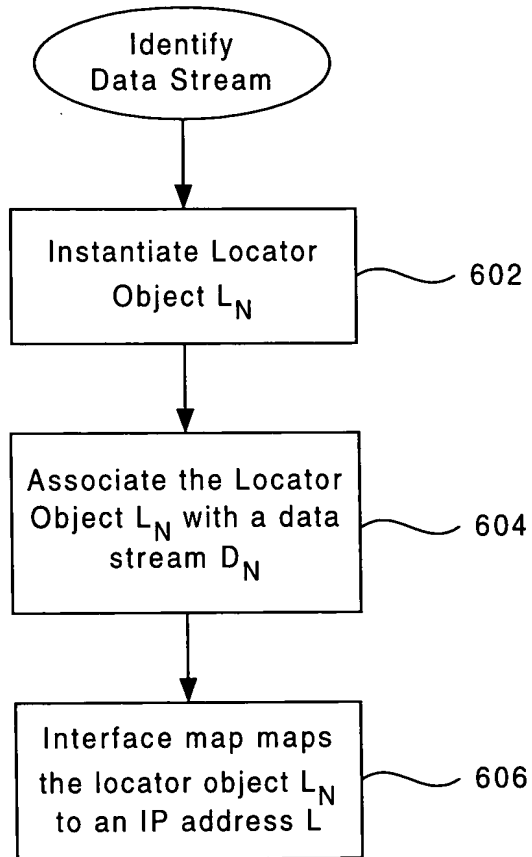 Identify
Data Stream
Instantiate Locator
Object L_N
602
Associate the Locator
Object L_N with a data
stream D_N
604
Interface map maps
the locator object L_N
to an IP address L
606